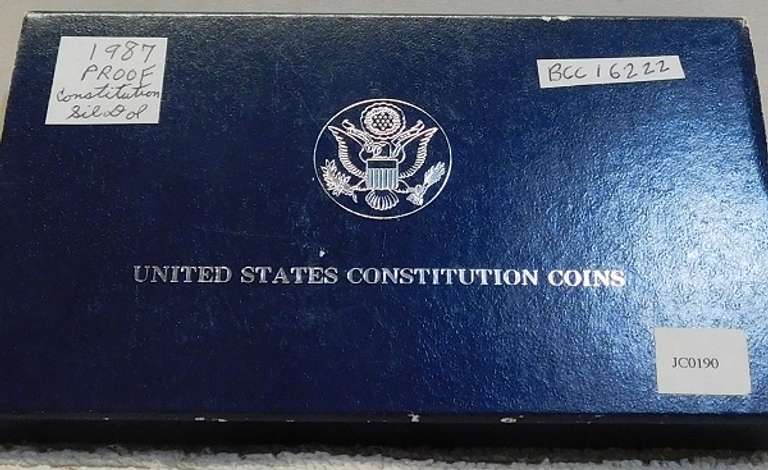 1987
PROOF
Constitution
Sil Dol
BCC 16222
UNITED STATES CONSTITUTION COINS
JC0190